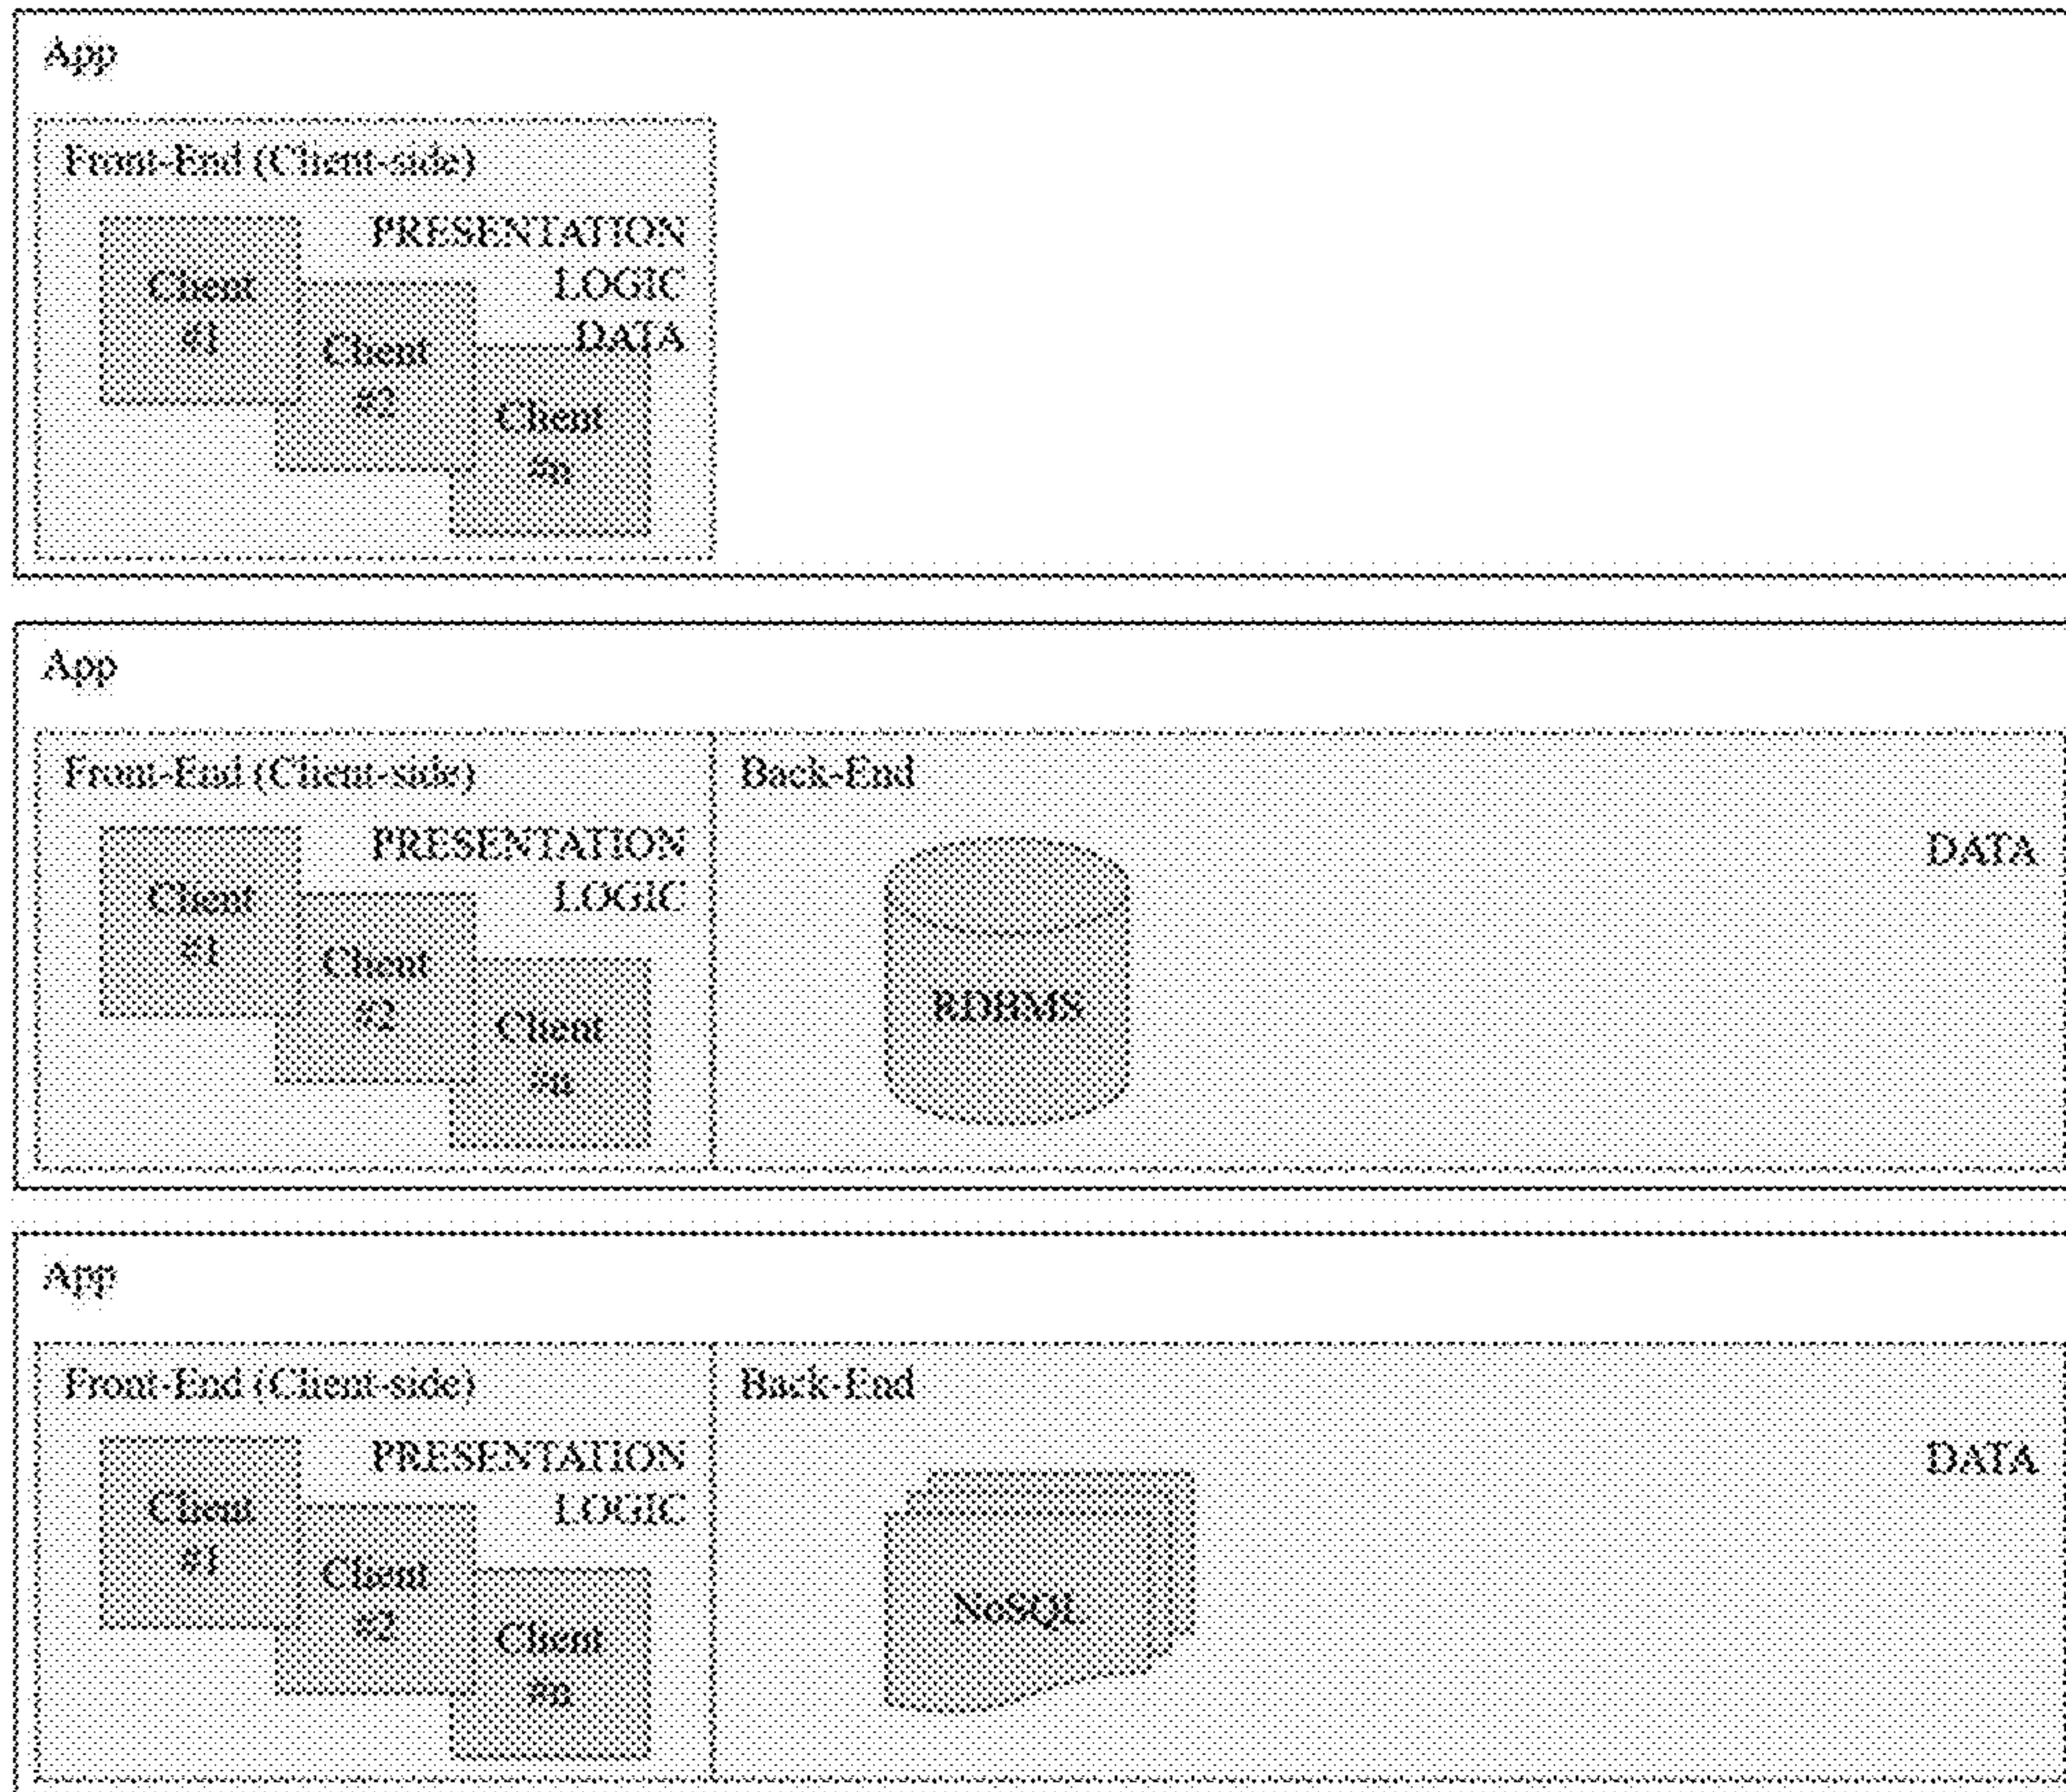 App
Front-End (Client-side)
PRESENTATION
LOGIC
DATA
Client
#1
Client
#2
Client
#n
App
Front-End (Client-side)
PRESENTATION
LOGIC
Client
#1
Client
#2
Client
#n
Back-End
DATA
RDBMS
App
Front-End (Client-side)
PRESENTATION
LOGIC
Client
#1
Client
#2
Client
#n
Back-End
DATA
NoSQL